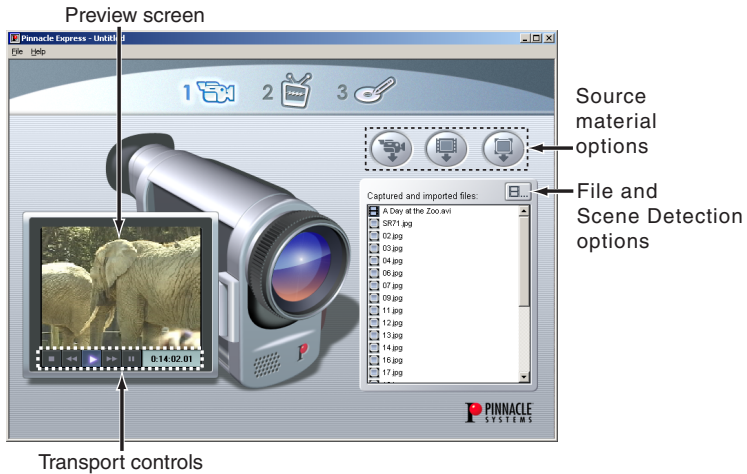 Preview screen
Pinnacle Express - Untitled
File Help
1 2 3
Source
material
options
Captured and imported files:
File and
Scene Detection
options
A Day at the Zoo.avi
SR71.jpg
02.jpg
03.jpg
04.jpg
06.jpg
07.jpg
09.jpg
11.jpg
12.jpg
13.jpg
14.jpg
16.jpg
17.jpg
0:14:02.01
P
PINNACLE
SYSTEMS
Transport controls